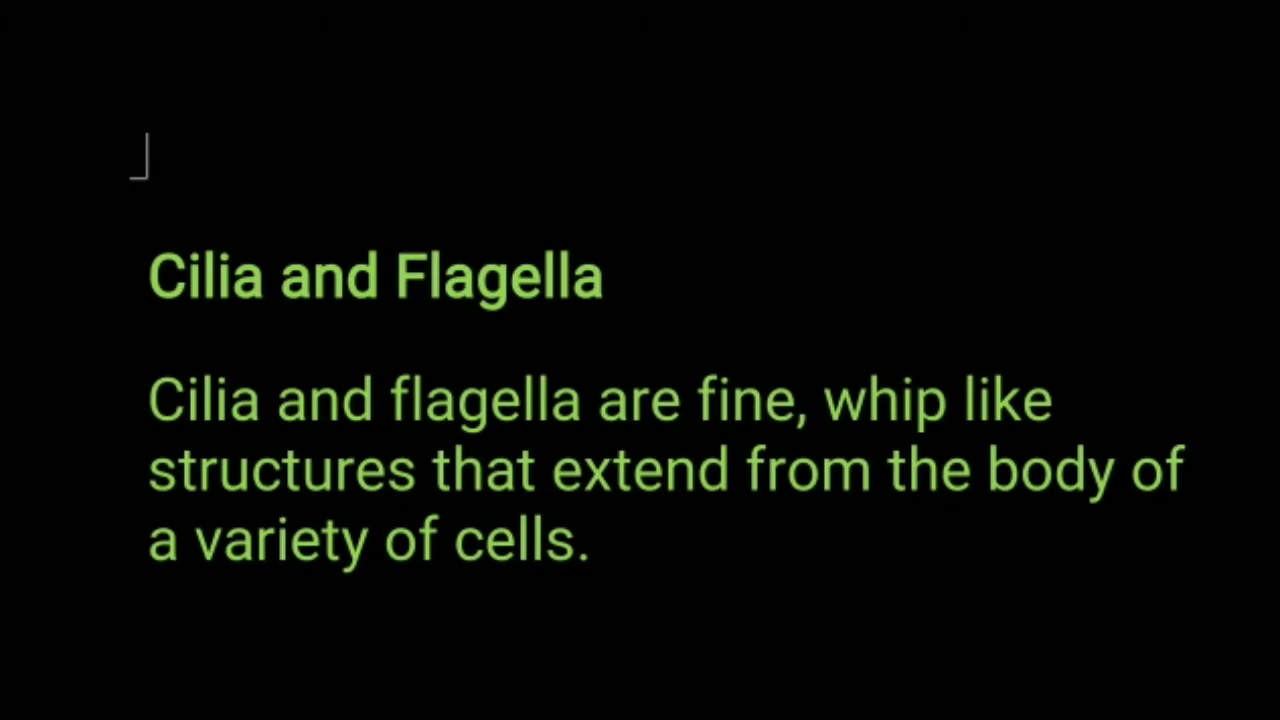 Cilia and Flagella
Cilia and flagella are fine, whip like
structures that extend from the body of
a variety of cells.